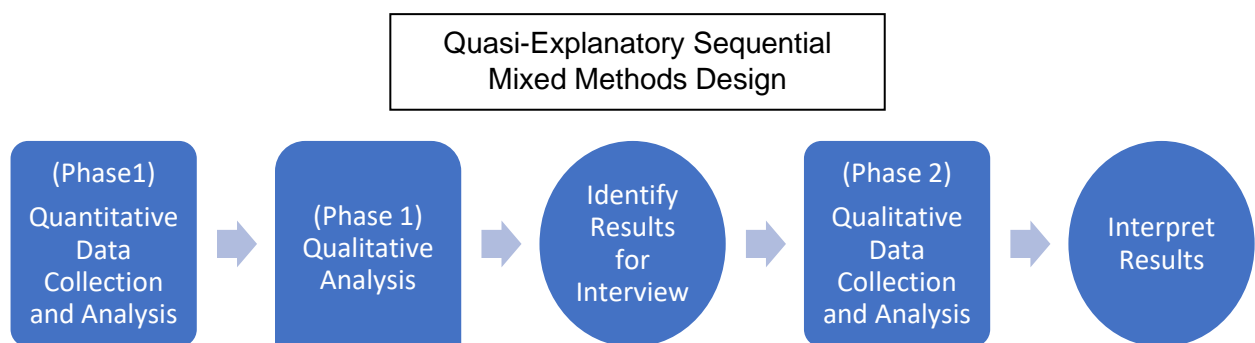 Quasi-Explanatory Sequential
Mixed Methods Design
(Phase1)
Quantitative
Data
Collection
and Analysis
(Phase 1)
Qualitative
Analysis
Identify
Results
for
Interview
(Phase 2)
Qualitative
Data
Collection
and Analysis
Interpret
Results